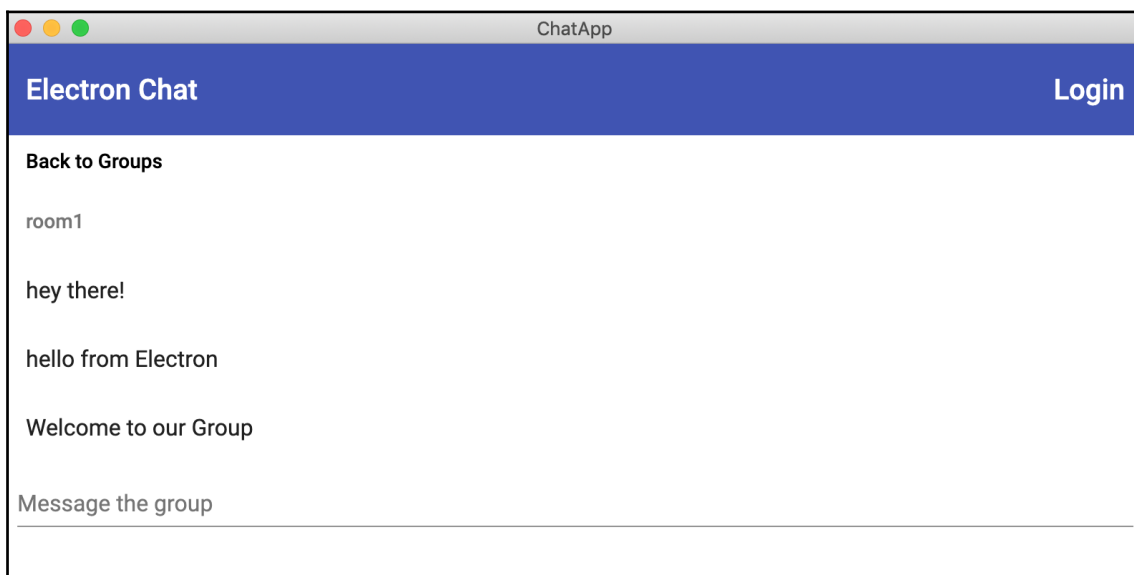 ChatApp
Electron Chat Login
Back to Groups
room1
hey there!
hello from Electron
Welcome to our Group
Message the group